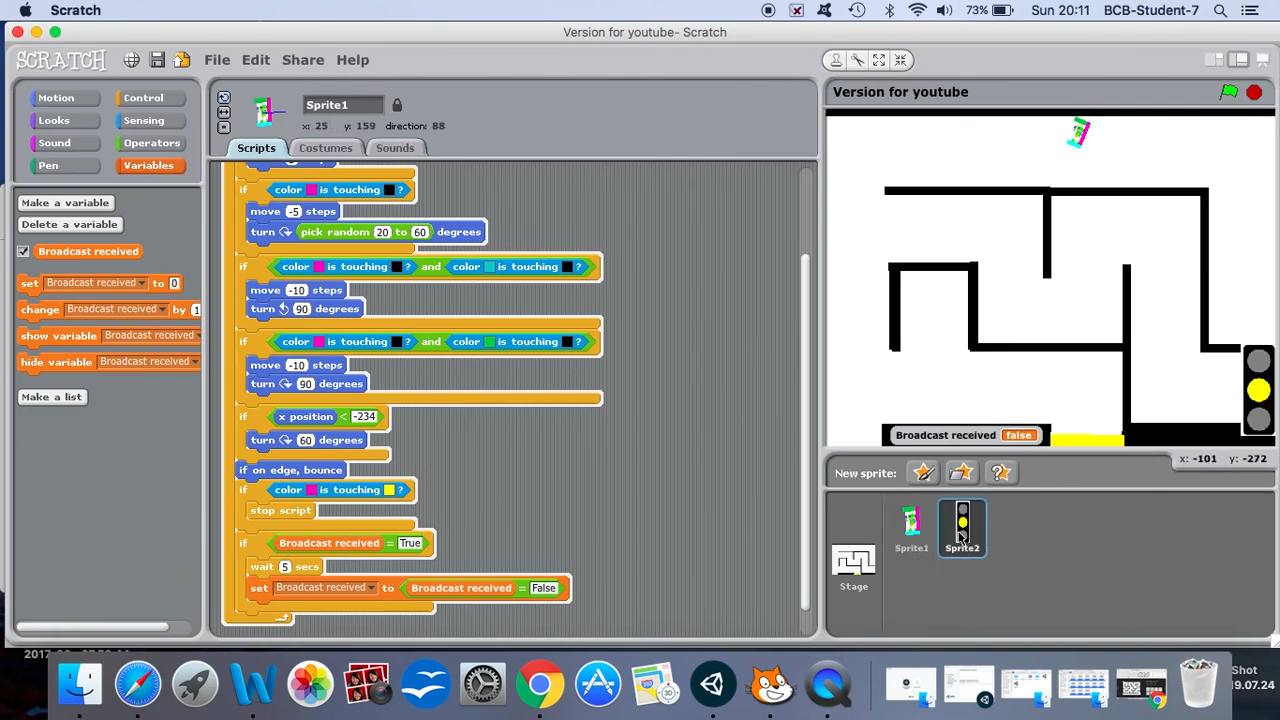 Scratch
73%
Sun 20:11
BCB-Student-7
Version for youtube- Scratch
SCRATCH
File
Edit
Share
Help
Motion
Control
Looks
Sensing
Sound
Operators
Pen
Variables
Make a variable
Delete a variable
Broadcast received
set Broadcast received to 0
change Broadcast received by 1
show variable Broadcast received
hide variable Broadcast received
Make a list
Sprite1
x: 25 y: 159 direction: 88
Scripts
Costumes
Sounds
if color is touching ?
move -5 steps
turn pick random 20 to 60 degrees
if color is touching ? and color is touching ?
move -10 steps
turn 90 degrees
if color is touching ? and color is touching ?
move -10 steps
turn 90 degrees
if x position < -234
turn 60 degrees
if on edge, bounce
if color is touching ?
stop script
if Broadcast received = True
wait 5 secs
set Broadcast received to Broadcast received = False
Version for youtube
Broadcast received false
x: -101 y: -272
New sprite:
Sprite1
Sprite2
Stage
Shot
19.07.24